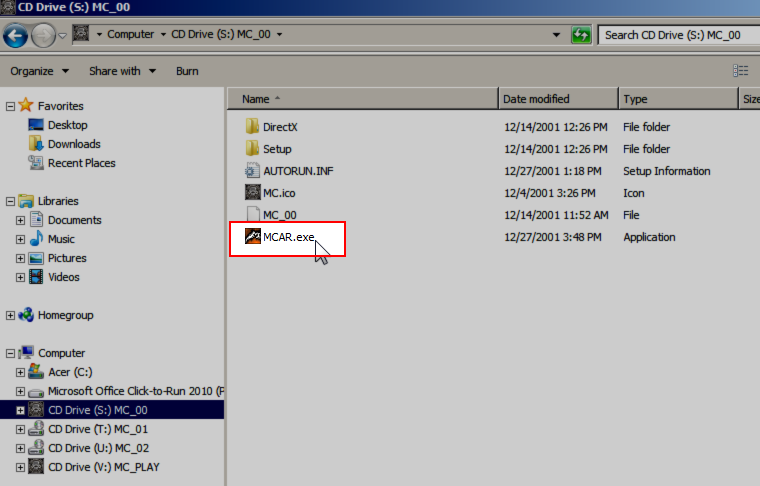 CD Drive (S:) MC_00
Computer CD Drive (S:) MC_00 Search CD Drive (S:) MC_00
Organize Share with Burn
Favorites
Desktop
Downloads
Recent Places
Libraries
Documents
Music
Pictures
Videos
Homegroup
Computer
Acer (C:)
Microsoft Office Click-to-Run 2010 (P
CD Drive (S:) MC_00
CD Drive (T:) MC_01
CD Drive (U:) MC_02
CD Drive (V:) MC_PLAY
Name Date modified Type Size
DirectX 12/14/2001 12:26 PM File folder
Setup 12/14/2001 12:26 PM File folder
AUTORUN.INF 12/27/2001 1:18 PM Setup Information
MC.ico 12/4/2001 3:26 PM Icon
MC_00 12/14/2001 11:52 AM File
MCAR.exe 12/27/2001 3:48 PM Application